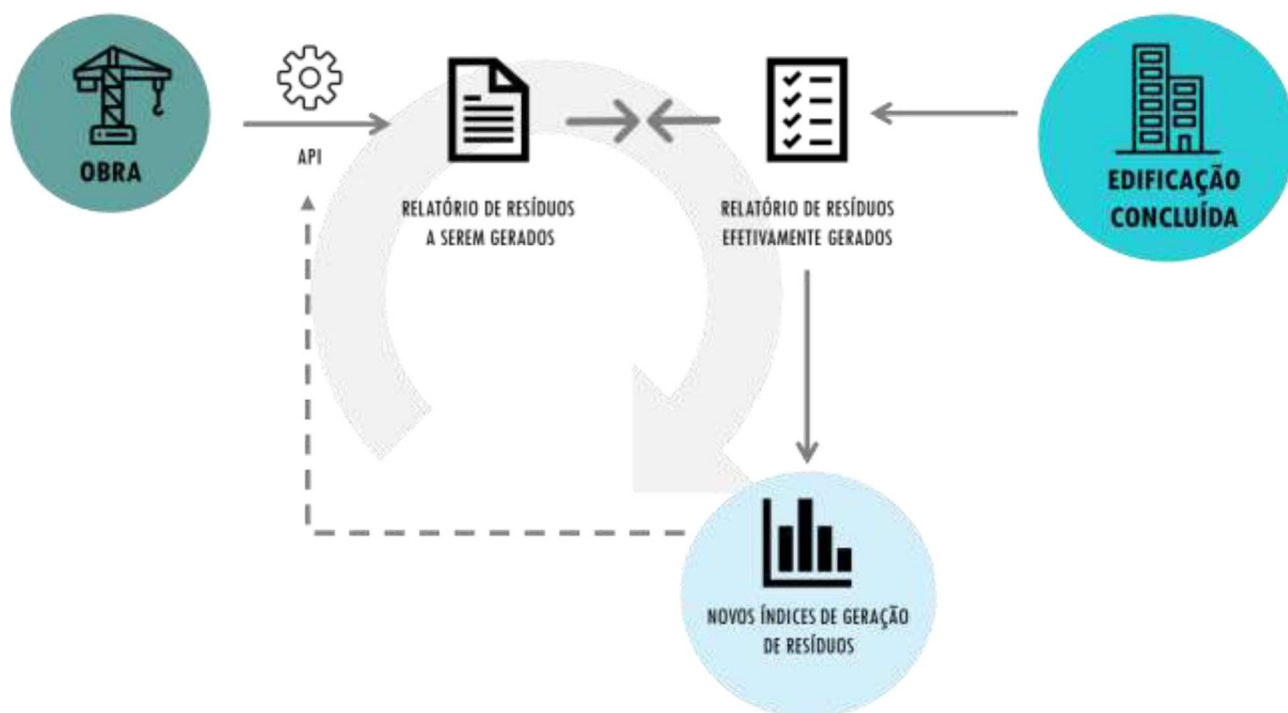 OBRA
API
RELATÓRIO DE RESÍDUOS
A SEREM GERADOS
RELATÓRIO DE RESÍDUOS
EFETIVAMENTE GERADOS
EDIFICAÇÃO
CONCLUÍDA
NOVOS ÍNDICES DE GERAÇÃO
DE RESÍDUOS